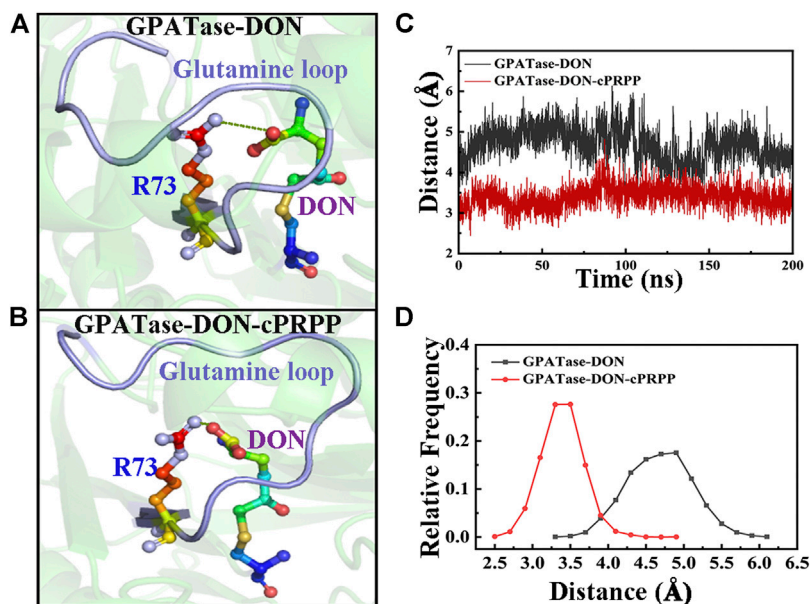 A
GPATase-DON
Glutamine loop
R73
DON
B
GPATase-DON-cPRPP
Glutamine loop
DON
R73
C
GPATase-DON
GPATase-DON-cPRPP
Distance (Å)
7
6
5
4
3
2
0
50
100
150
200
Time (ns)
D
GPATase-DON
GPATase-DON-cPRPP
Relative Frequency
0.4
0.3
0.2
0.1
0.0
2.5
3.0
3.5
4.0
4.5
5.0
5.5
6.0
6.5
Distance (Å)